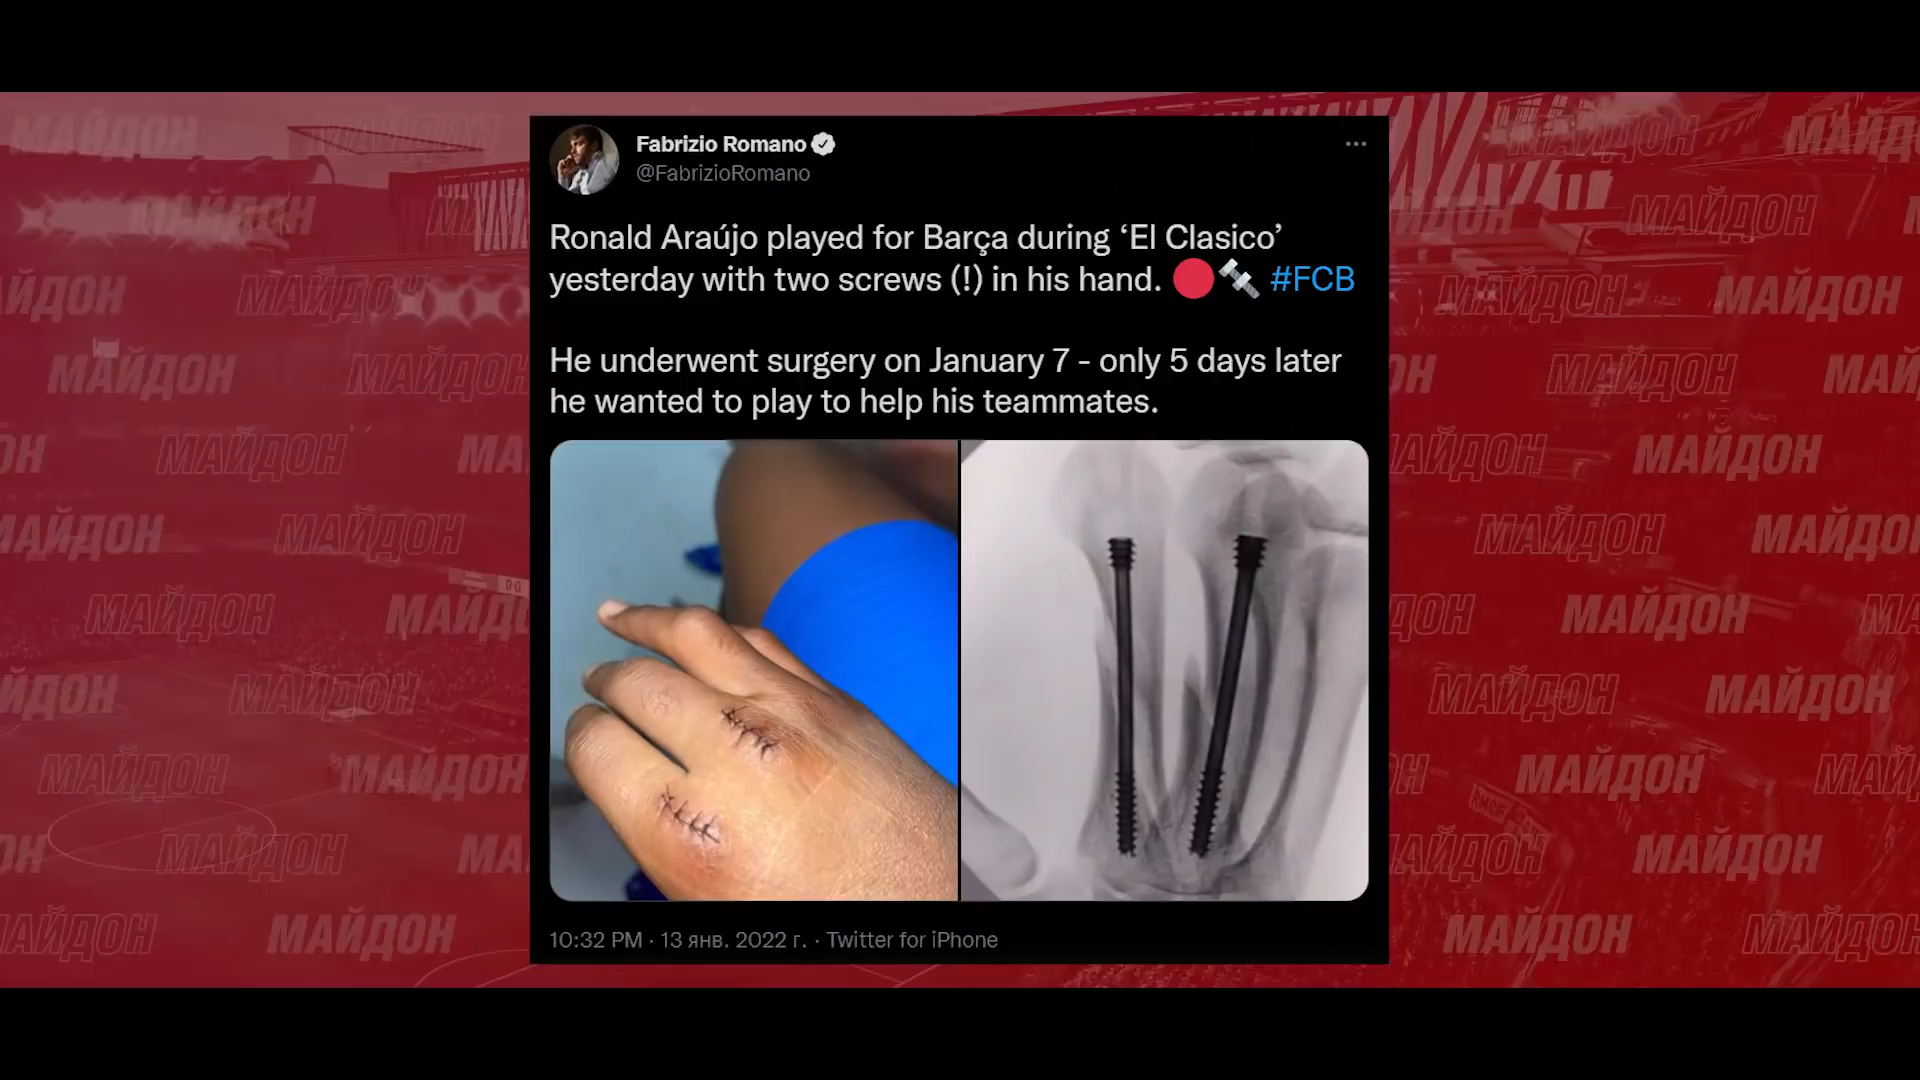 Fabrizio Romano
@FabrizioRomano
Ronald Araújo played for Barça during ‘El Clasico’
yesterday with two screws (!) in his hand. 🔴🔩 #FCB
He underwent surgery on January 7 - only 5 days later
he wanted to play to help his teammates.
10:32 PM · 13 янв. 2022 г. · Twitter for iPhone
МАЙДОН